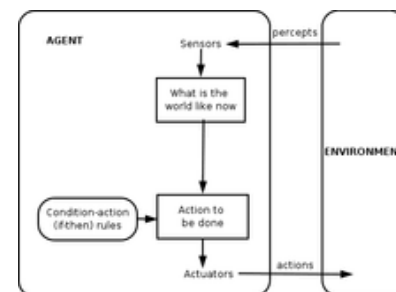 AGENT
Sensors
percepts
What is the
world like now
ENVIRONMEN
Condition-action
(if-then) rules
Action to
be done
Actuators
actions